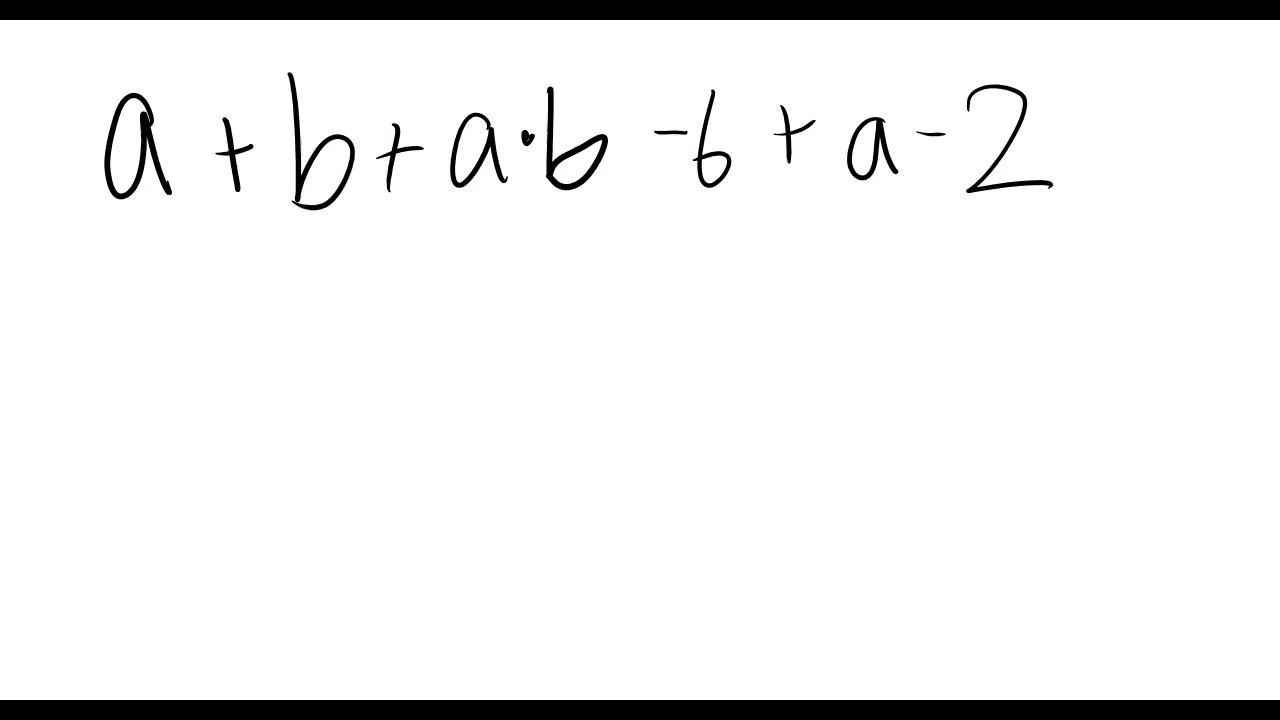 a + b + a · b - 6 + a - 2